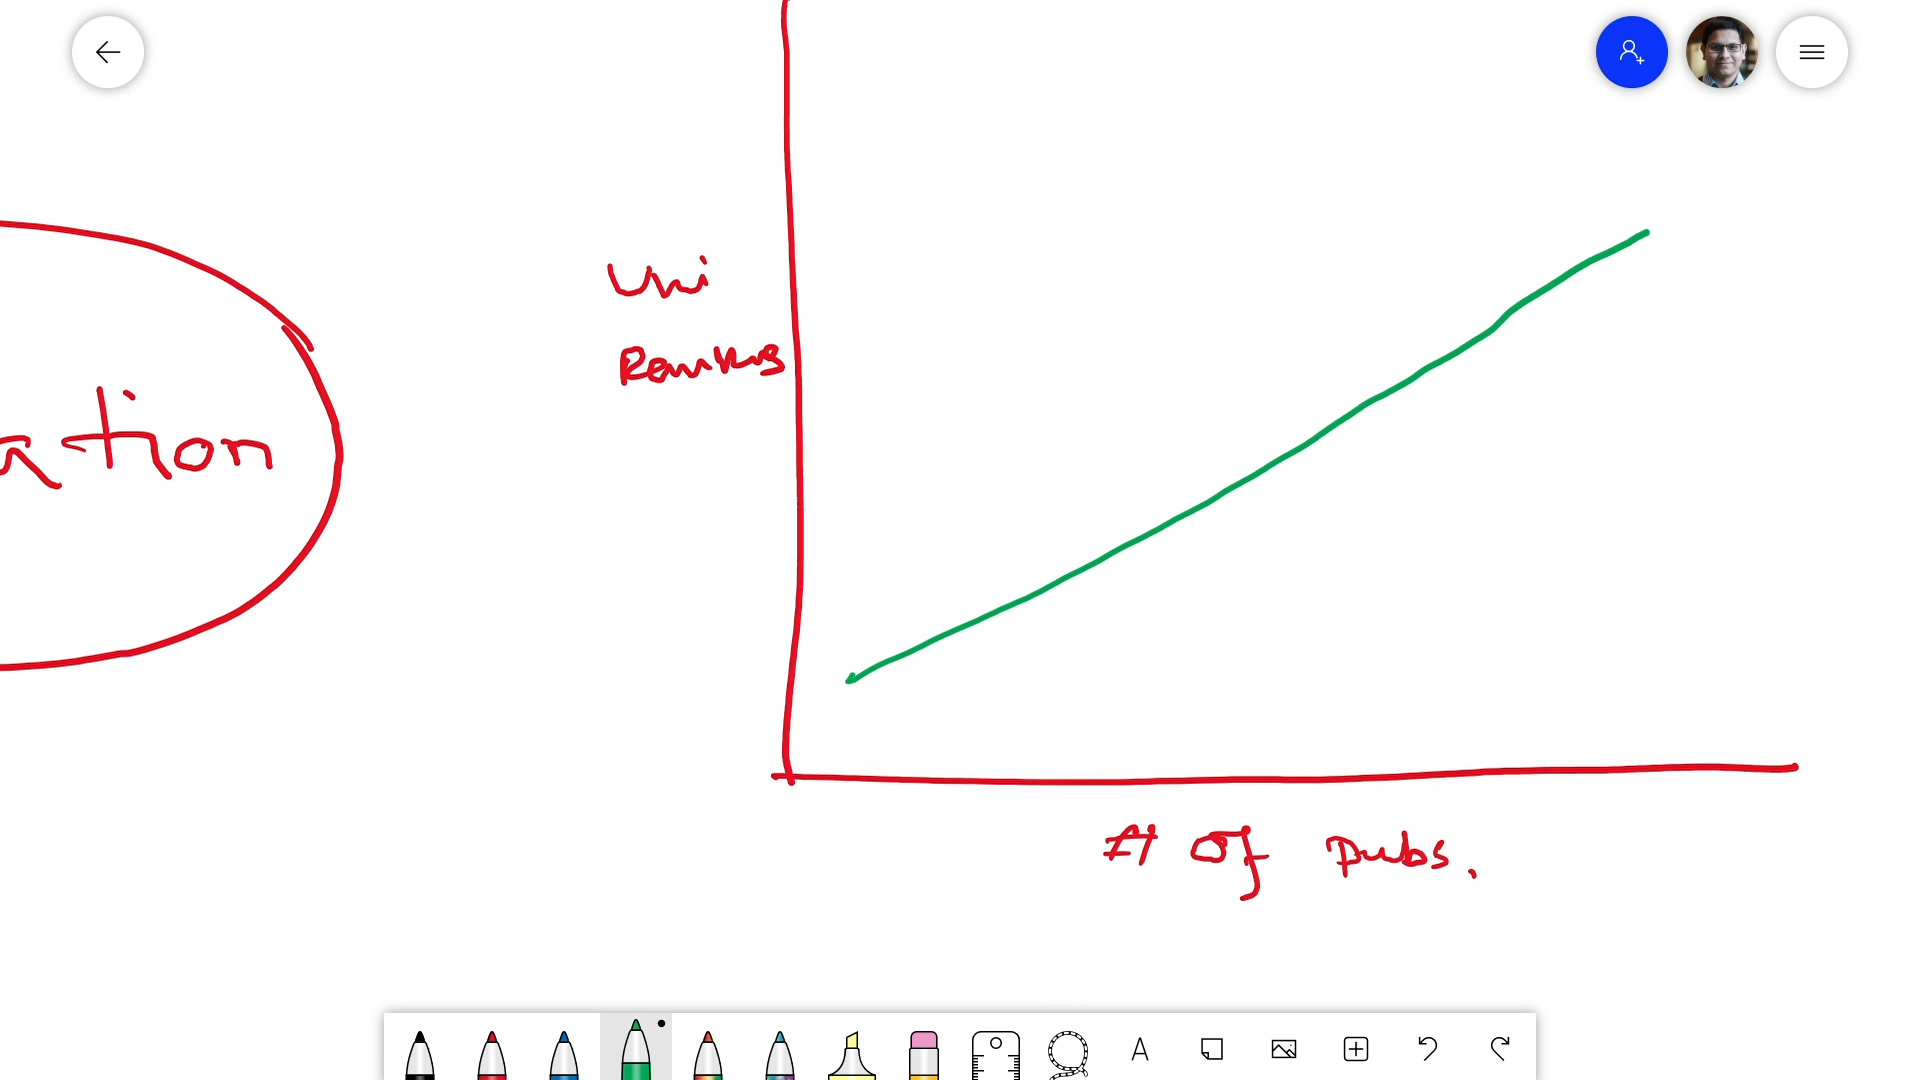 Uni
Rankings
ation
# Of pubs.
A